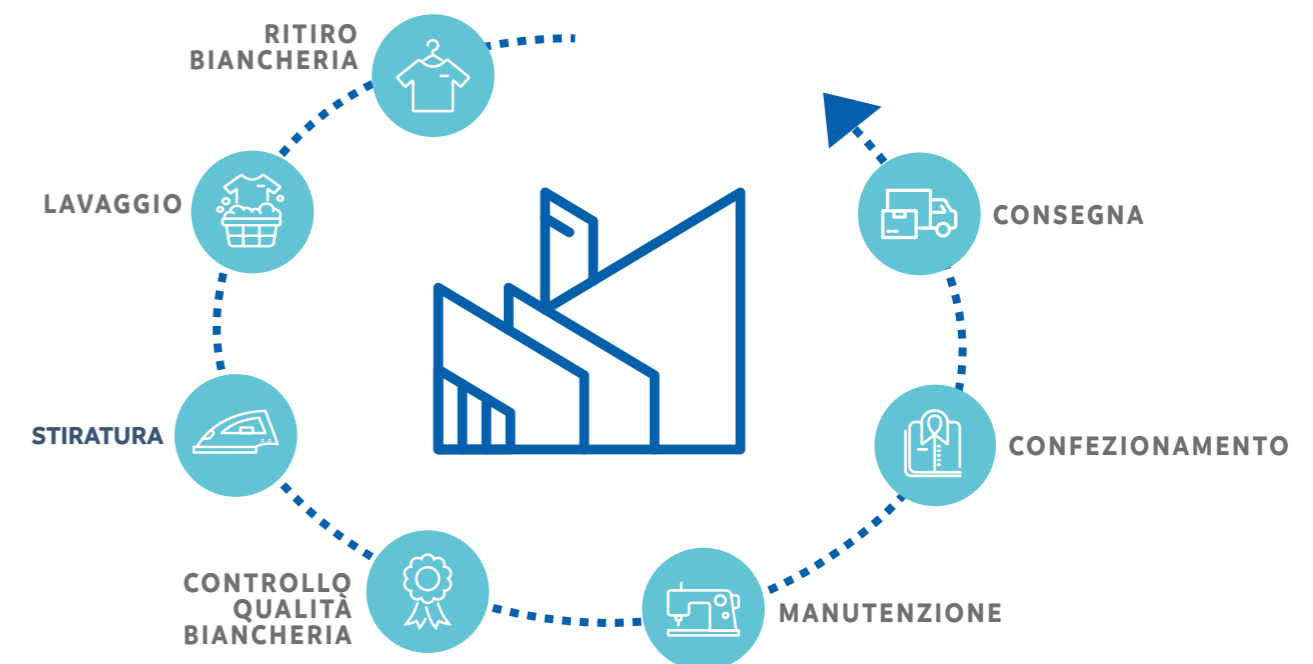 RITIRO
BIANCHERIA
LAVAGGIO
STIRATURA
CONTROLLO
QUALITÀ
BIANCHERIA
MANUTENZIONE
CONFEZIONAMENTO
CONSEGNA